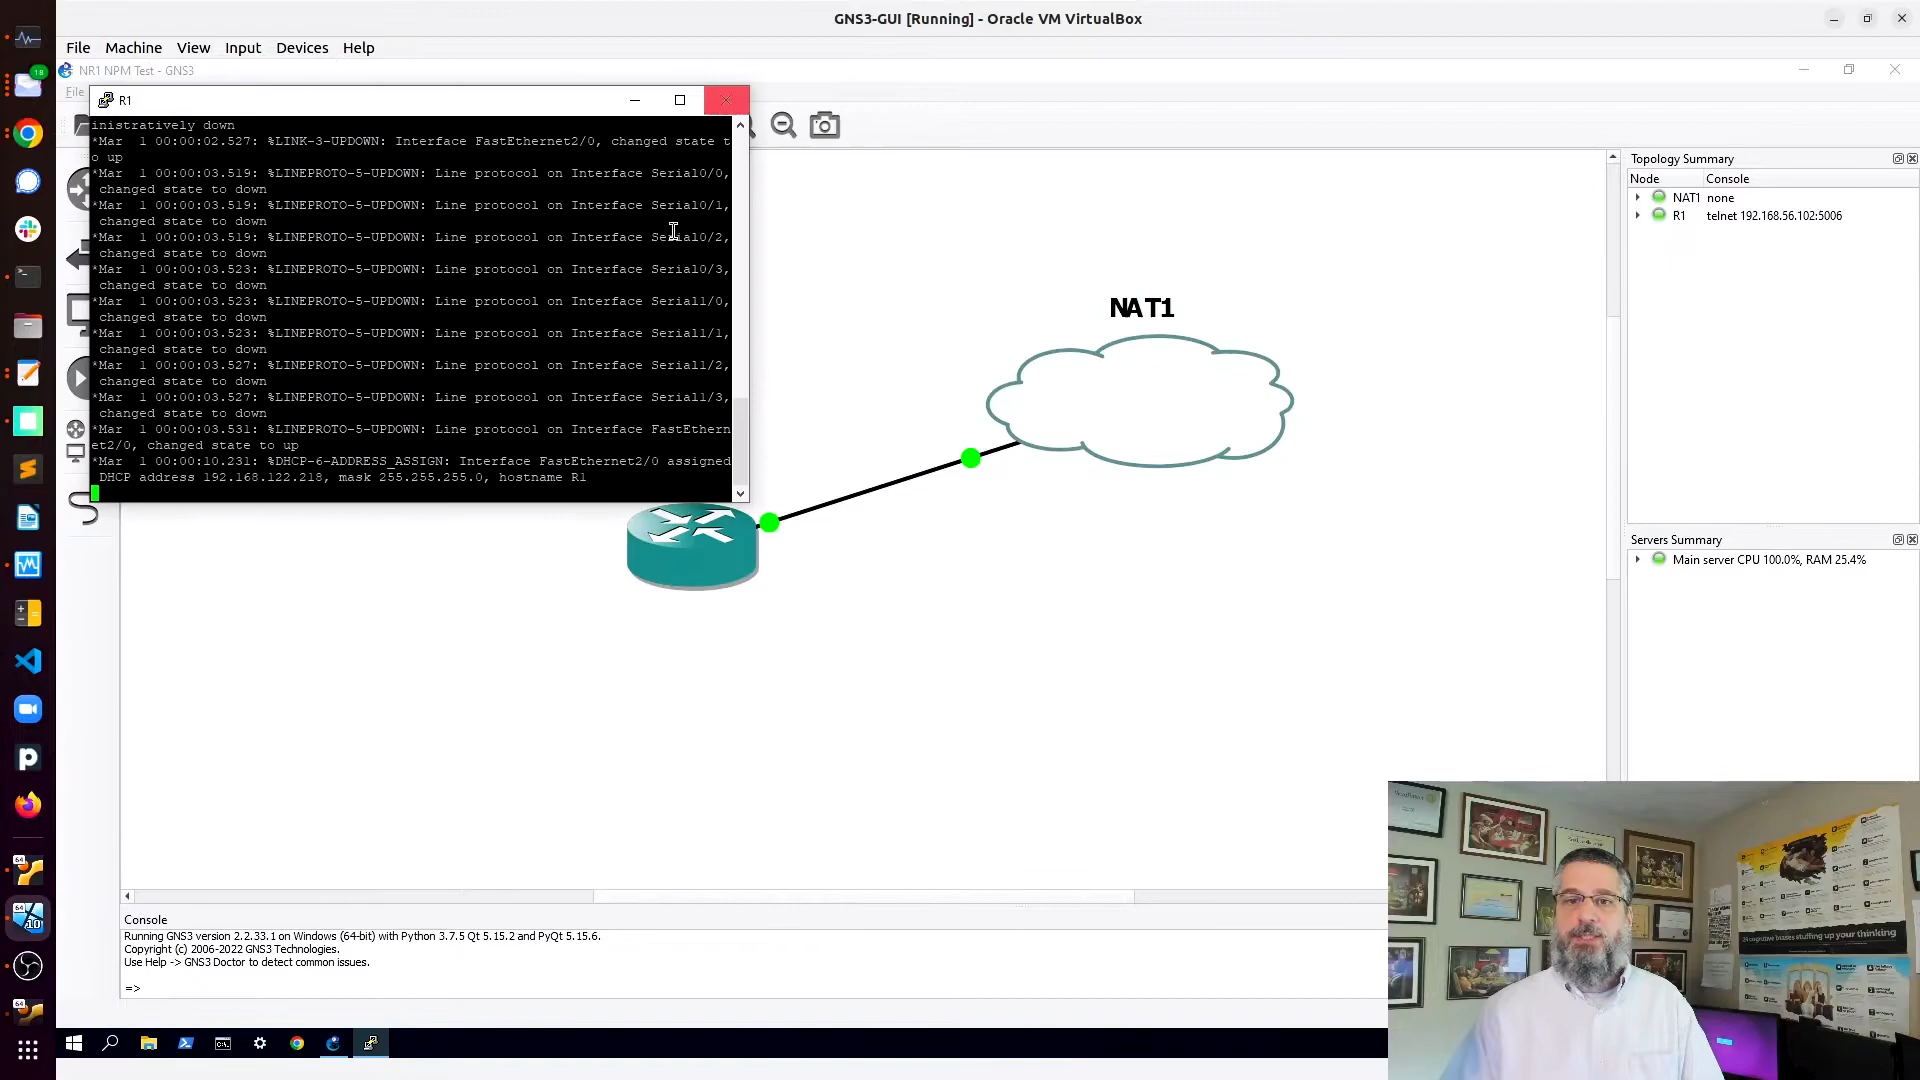 GNS3-GUI [Running] - Oracle VM VirtualBox
File Machine View Input Devices Help
NR1 NPM Test - GNS3
File
R1
inistratively down
*Mar  1 00:00:02.527: %LINK-3-UPDOWN: Interface FastEthernet2/0, changed state t
o up
*Mar  1 00:00:03.519: %LINEPROTO-5-UPDOWN: Line protocol on Interface Serial0/0,
 changed state to down
*Mar  1 00:00:03.519: %LINEPROTO-5-UPDOWN: Line protocol on Interface Serial0/1,
 changed state to down
*Mar  1 00:00:03.519: %LINEPROTO-5-UPDOWN: Line protocol on Interface Serial0/2,
 changed state to down
*Mar  1 00:00:03.523: %LINEPROTO-5-UPDOWN: Line protocol on Interface Serial0/3,
 changed state to down
*Mar  1 00:00:03.523: %LINEPROTO-5-UPDOWN: Line protocol on Interface Serial1/0,
 changed state to down
*Mar  1 00:00:03.523: %LINEPROTO-5-UPDOWN: Line protocol on Interface Serial1/1,
 changed state to down
*Mar  1 00:00:03.527: %LINEPROTO-5-UPDOWN: Line protocol on Interface Serial1/2,
 changed state to down
*Mar  1 00:00:03.527: %LINEPROTO-5-UPDOWN: Line protocol on Interface Serial1/3,
 changed state to down
*Mar  1 00:00:03.531: %LINEPROTO-5-UPDOWN: Line protocol on Interface FastEthern
et2/0, changed state to up
*Mar  1 00:00:10.231: %DHCP-6-ADDRESS_ASSIGN: Interface FastEthernet2/0 assigned
 DHCP address 192.168.122.218, mask 255.255.255.0, hostname R1
NAT1
Topology Summary
Node Console
NAT1 none
R1 telnet 192.168.56.102:5006
Servers Summary
Main server CPU 100.0%, RAM 25.4%
Console
Running GNS3 version 2.2.33.1 on Windows (64-bit) with Python 3.7.5 Qt 5.15.2 and PyQt 5.15.6.
Copyright (c) 2006-2022 GNS3 Technologies.
Use Help -> GNS3 Doctor to detect common issues.
=>
18
64
64
10
64
24 cognitive biases stuffing up your thinking